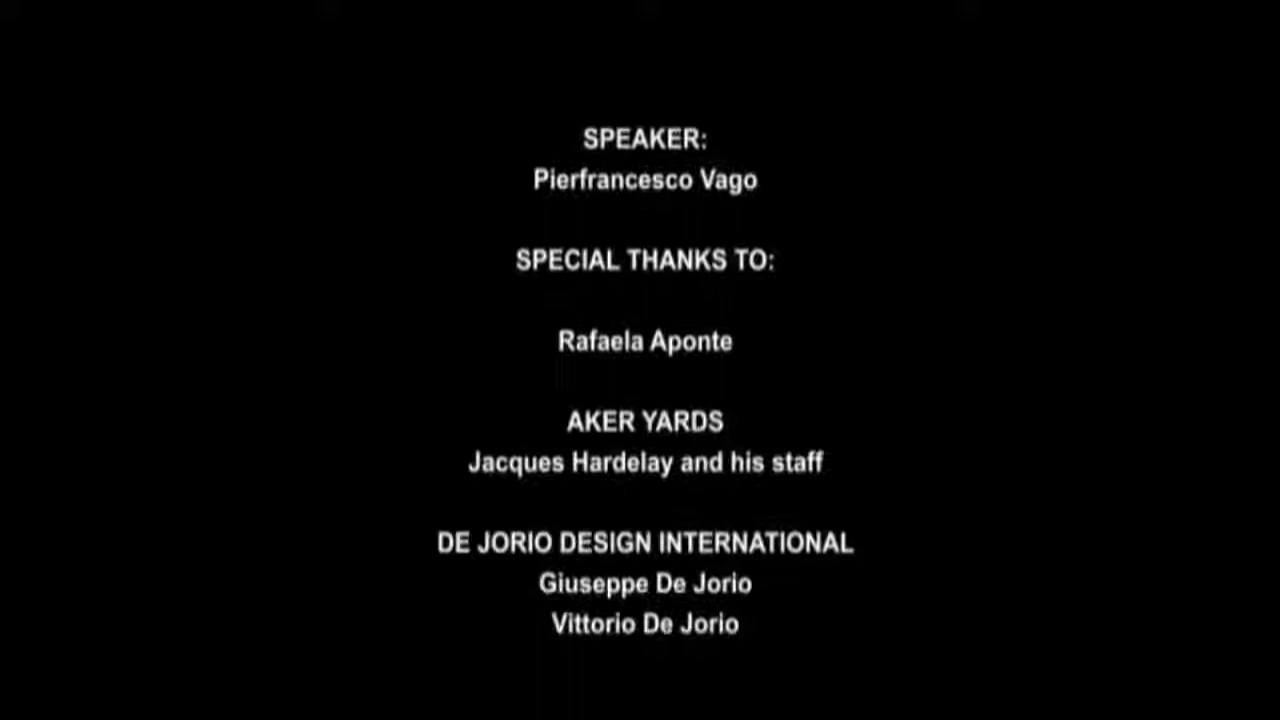 SPEAKER:
Pierfrancesco Vago
SPECIAL THANKS TO:
Rafaela Aponte
AKER YARDS
Jacques Hardelay and his staff
DE JORIO DESIGN INTERNATIONAL
Giuseppe De Jorio
Vittorio De Jorio